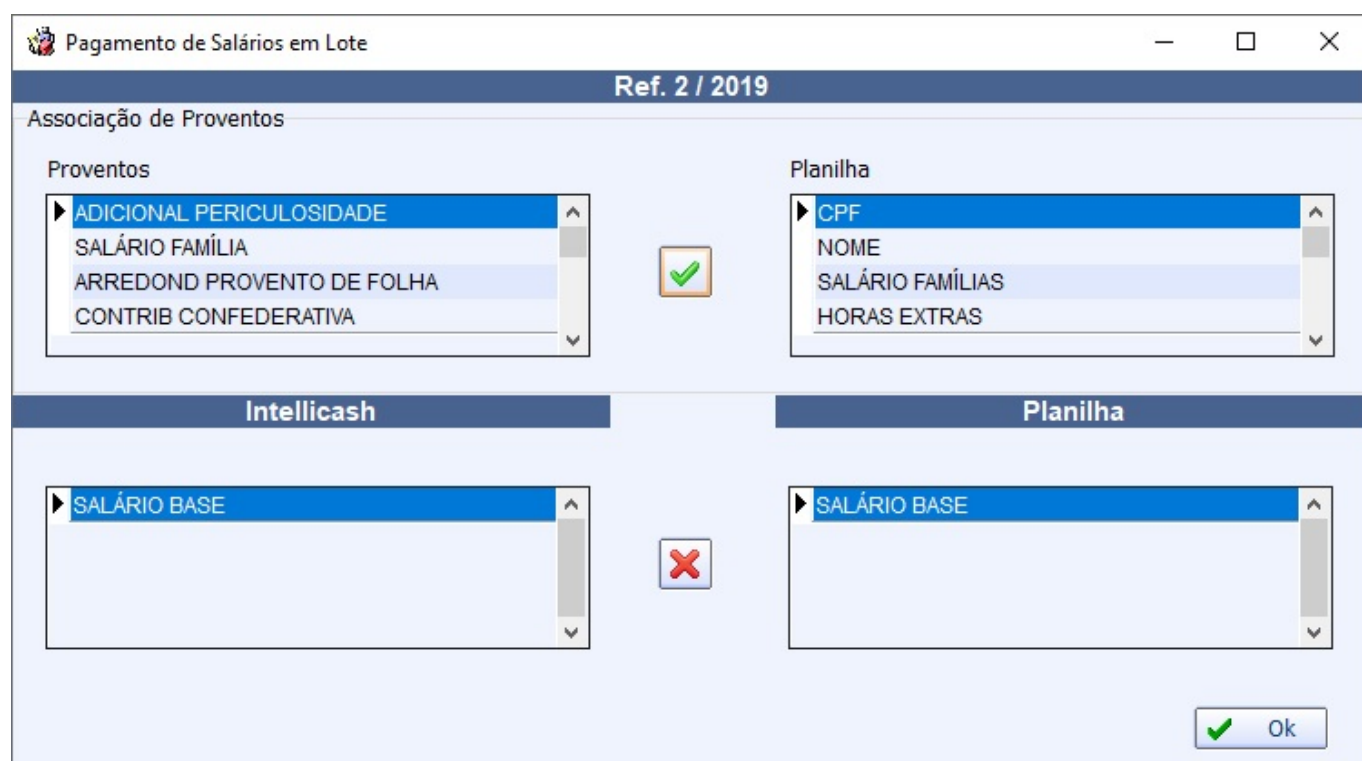 Pagamento de Salários em Lote
Ref. 2 / 2019
Associação de Proventos
Proventos
ADICIONAL PERICULOSIDADE
SALÁRIO FAMÍLIA
ARREDOND PROVENTO DE FOLHA
CONTRIB CONFEDERATIVA
Planilha
CPF
NOME
SALÁRIO FAMÍLIAS
HORAS EXTRAS
Intellicash
Planilha
SALÁRIO BASE
SALÁRIO BASE
Ok